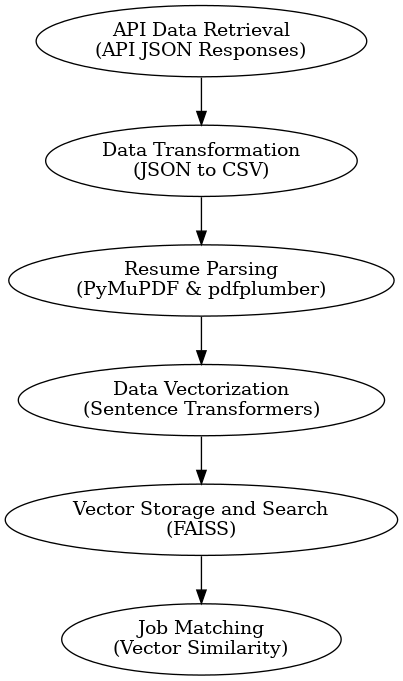 API Data Retrieval
(API JSON Responses)
Data Transformation
(JSON to CSV)
Resume Parsing
(PyMuPDF & pdfplumber)
Data Vectorization
(Sentence Transformers)
Vector Storage and Search
(FAISS)
Job Matching
(Vector Similarity)